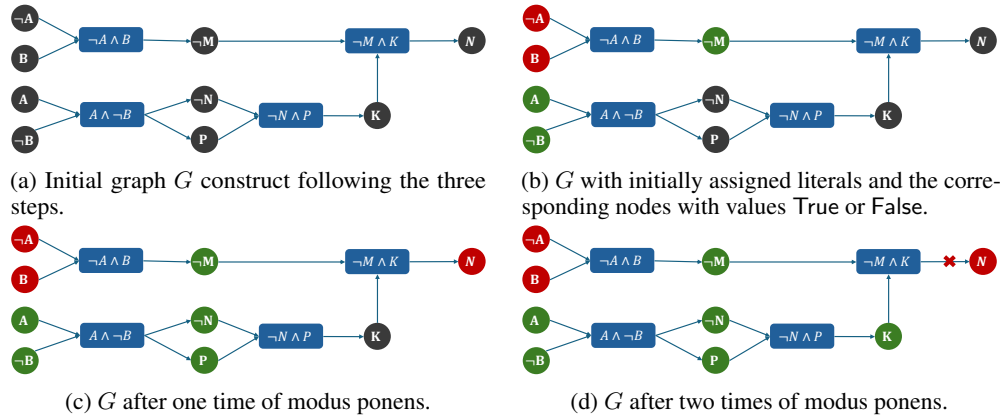 ¬A
¬A ∧ B
¬M
¬M ∧ K
N
B
A
A ∧ ¬B
¬N
¬N ∧ P
K
¬B
P
(a) Initial graph G construct following the three
steps.
¬A
¬A ∧ B
¬M
¬M ∧ K
N
B
A
A ∧ ¬B
¬N
¬N ∧ P
K
¬B
P
(b) G with initially assigned literals and the corre-
sponding nodes with values True or False.
¬A
¬A ∧ B
¬M
¬M ∧ K
N
B
A
A ∧ ¬B
¬N
¬N ∧ P
K
¬B
P
(c) G after one time of modus ponens.
¬A
¬A ∧ B
¬M
¬M ∧ K
N
B
A
A ∧ ¬B
¬N
¬N ∧ P
K
¬B
P
(d) G after two times of modus ponens.